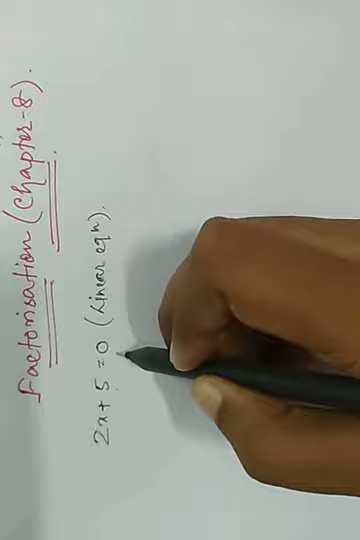 Factorisation (Chapter-8).
2x + 5 = 0 (Linear eqn).